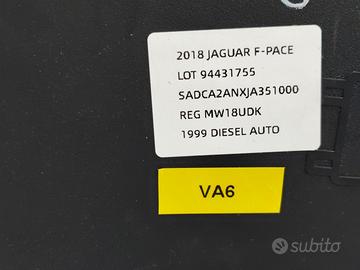 2018 JAGUAR F-PACE
LOT 94431755
SADCA2ANXJA351000
REG MW18UDK
1999 DIESEL AUTO
VA6
subito